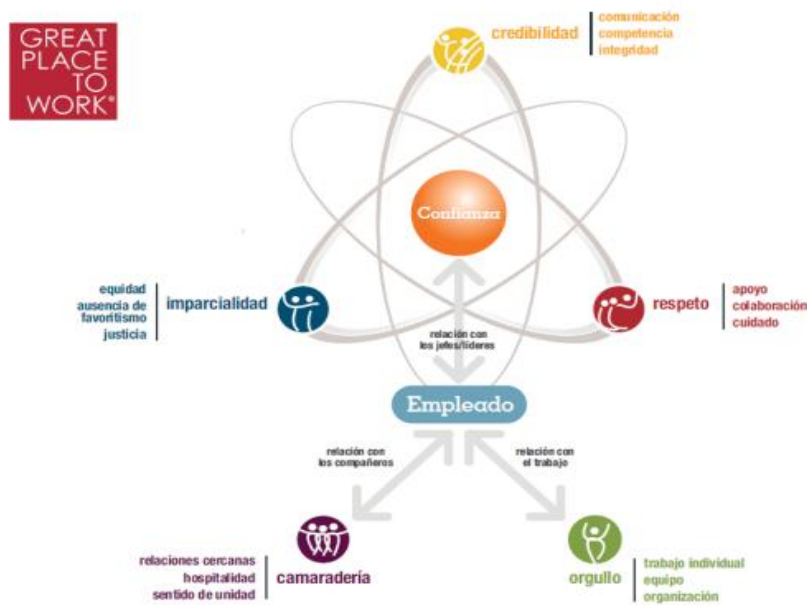 GREAT
PLACE
TO
WORK®
credibilidad
comunicación
competencia
integridad
Confianza
equidad
ausencia de
favoritismo
justicia
imparcialidad
respeto
apoyo
colaboración
cuidado
relación con
los jefes/líderes
Empleado
relación con
los compañeros
relación con
el trabajo
relaciones cercanas
hospitalidad
sentido de unidad
camaradería
orgullo
trabajo individual
equipo
organización